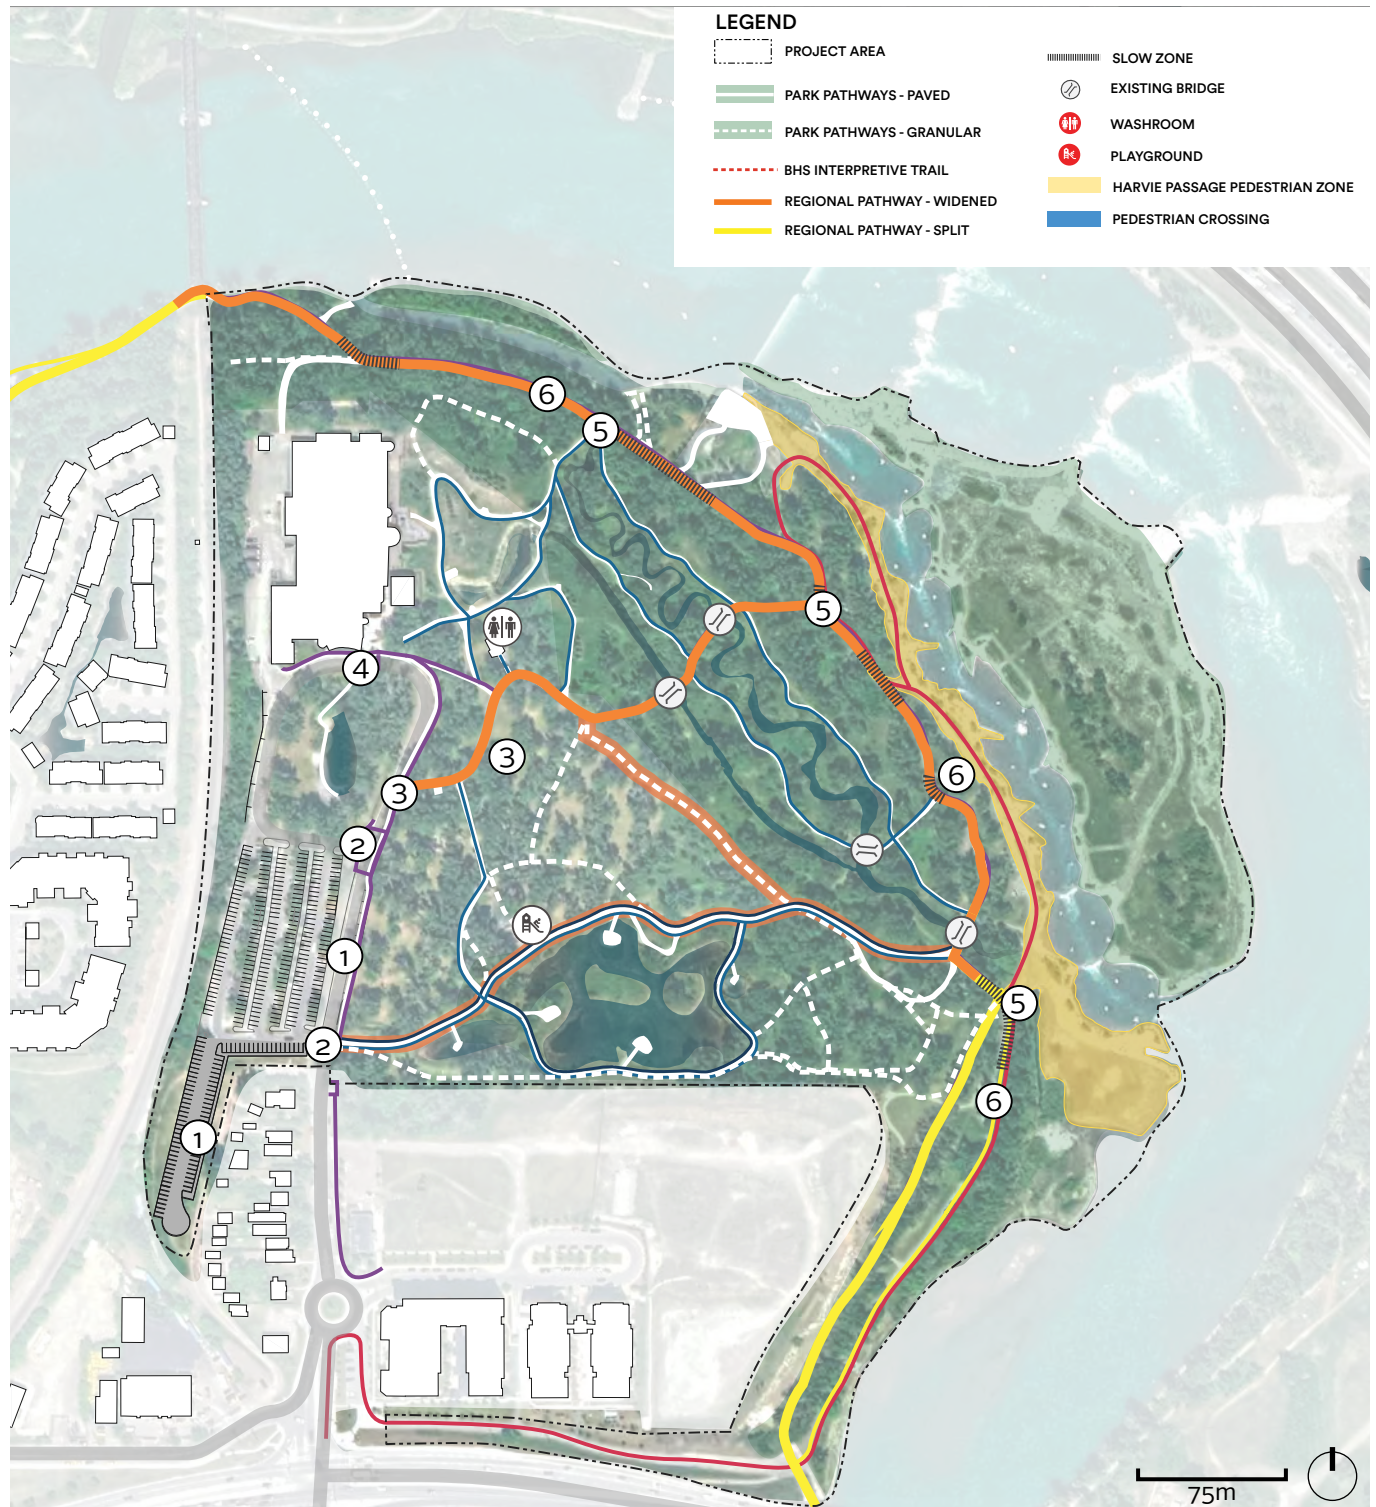 LEGEND
PROJECT AREA
PARK PATHWAYS - PAVED
PARK PATHWAYS - GRANULAR
BHS INTERPRETIVE TRAIL
REGIONAL PATHWAY - WIDENED
REGIONAL PATHWAY - SPLIT
SLOW ZONE
EXISTING BRIDGE
WASHROOM
PLAYGROUND
HARVIE PASSAGE PEDESTRIAN ZONE
PEDESTRIAN CROSSING
6
5
5
4
3
3
6
2
1
5
2
6
1
75m